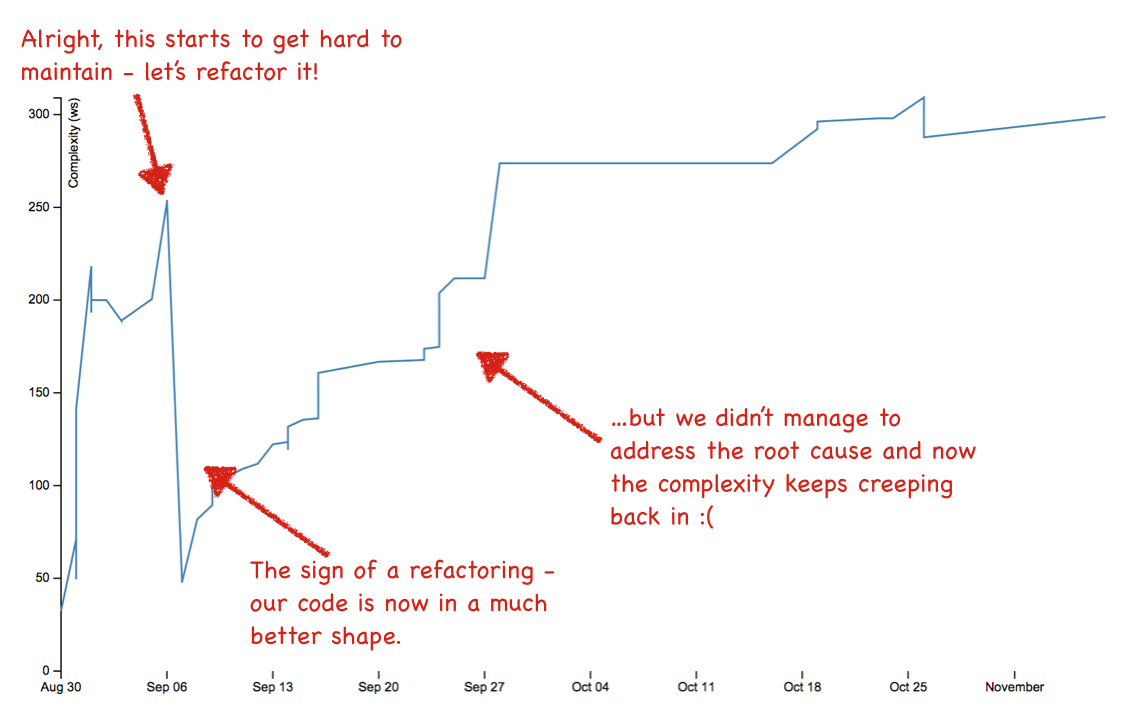 Alright, this starts to get hard to
maintain - let's refactor it!
Complexity (ws)
300
250
200
150
100
50
0
...but we didn't manage to
address the root cause and now
the complexity keeps creeping
back in :(
The sign of a refactoring -
our code is now in a much
better shape.
Aug 30 Sep 06 Sep 13 Sep 20 Sep 27 Oct 04 Oct 11 Oct 18 Oct 25 November